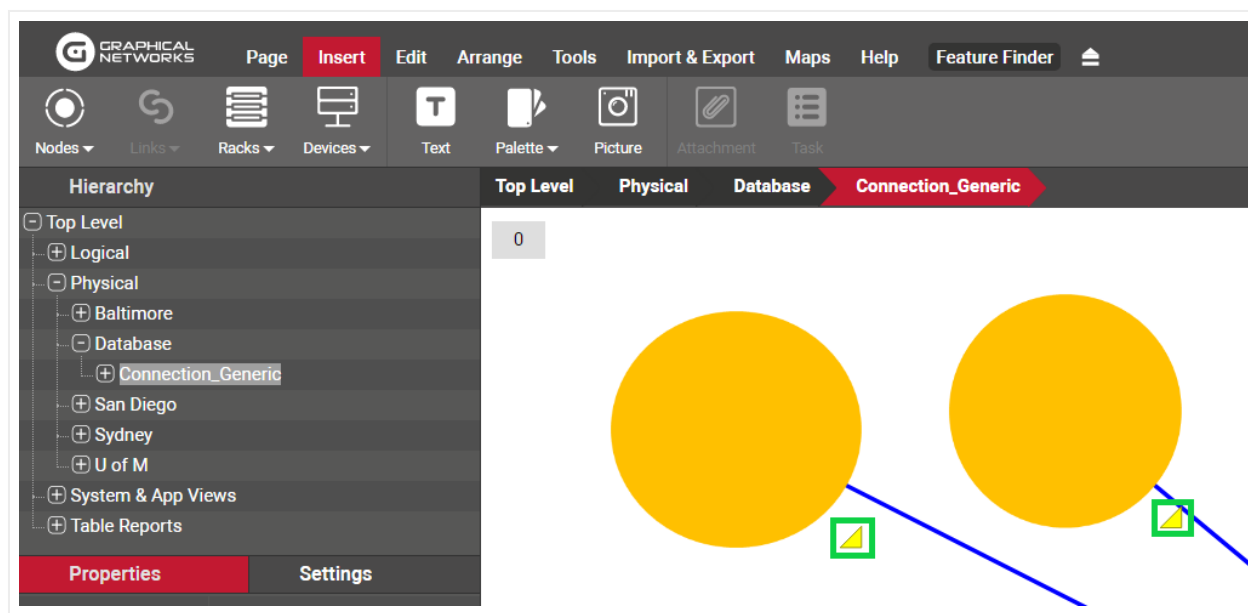 GRAPHICAL
NETWORKS
Page Insert Edit Arrange Tools Import & Export Maps Help Feature Finder
Nodes Links Racks Devices Text Palette Picture Attachment Task
Hierarchy
Top Level Physical Database Connection_Generic
Top Level
Logical
Physical
Baltimore
Database
Connection_Generic
San Diego
Sydney
U of M
System & App Views
Table Reports
0
Properties Settings